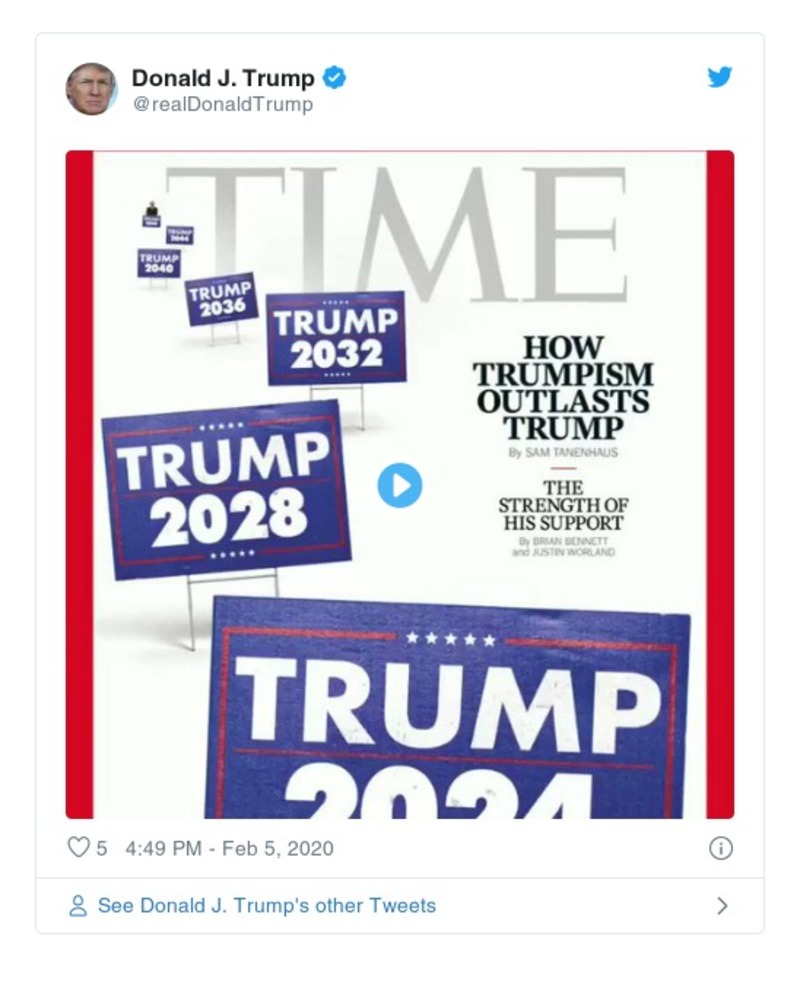 Donald J. Trump
@realDonaldTrump
TIME
TRUMP
TRUMP
2040
TRUMP
2036
TRUMP
2032
TRUMP
2028
TRUMP
2024
HOW
TRUMPISM
OUTLASTS
TRUMP
By SAM TANENHAUS
THE
STRENGTH OF
HIS SUPPORT
By BRIAN BENNETT
and JUSTIN WORLAND
5 4:49 PM - Feb 5, 2020
See Donald J. Trump's other Tweets